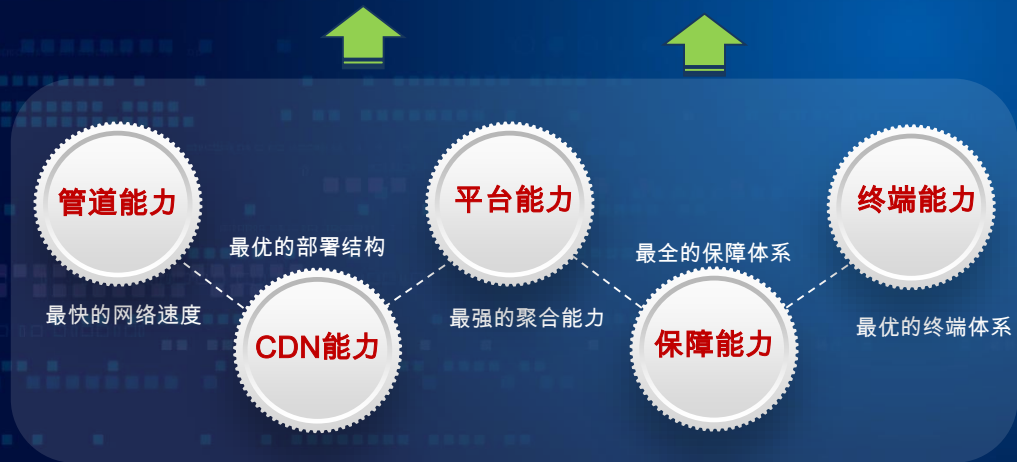 管道能力
最快的网络速度
最优的部署结构
CDN能力
平台能力
最强的聚合能力
最全的保障体系
保障能力
终端能力
最优的终端体系